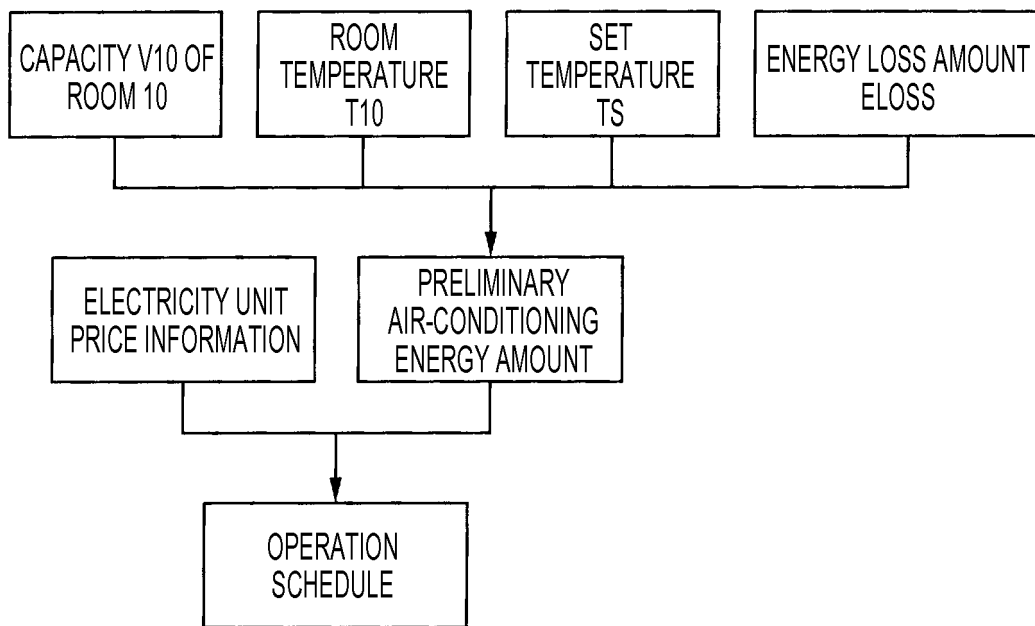 CAPACITY V10 OF
ROOM 10
ROOM
TEMPERATURE
T10
SET
TEMPERATURE
TS
ENERGY LOSS AMOUNT
ELOSS
ELECTRICITY UNIT
PRICE INFORMATION
PRELIMINARY
AIR-CONDITIONING
ENERGY AMOUNT
OPERATION
SCHEDULE